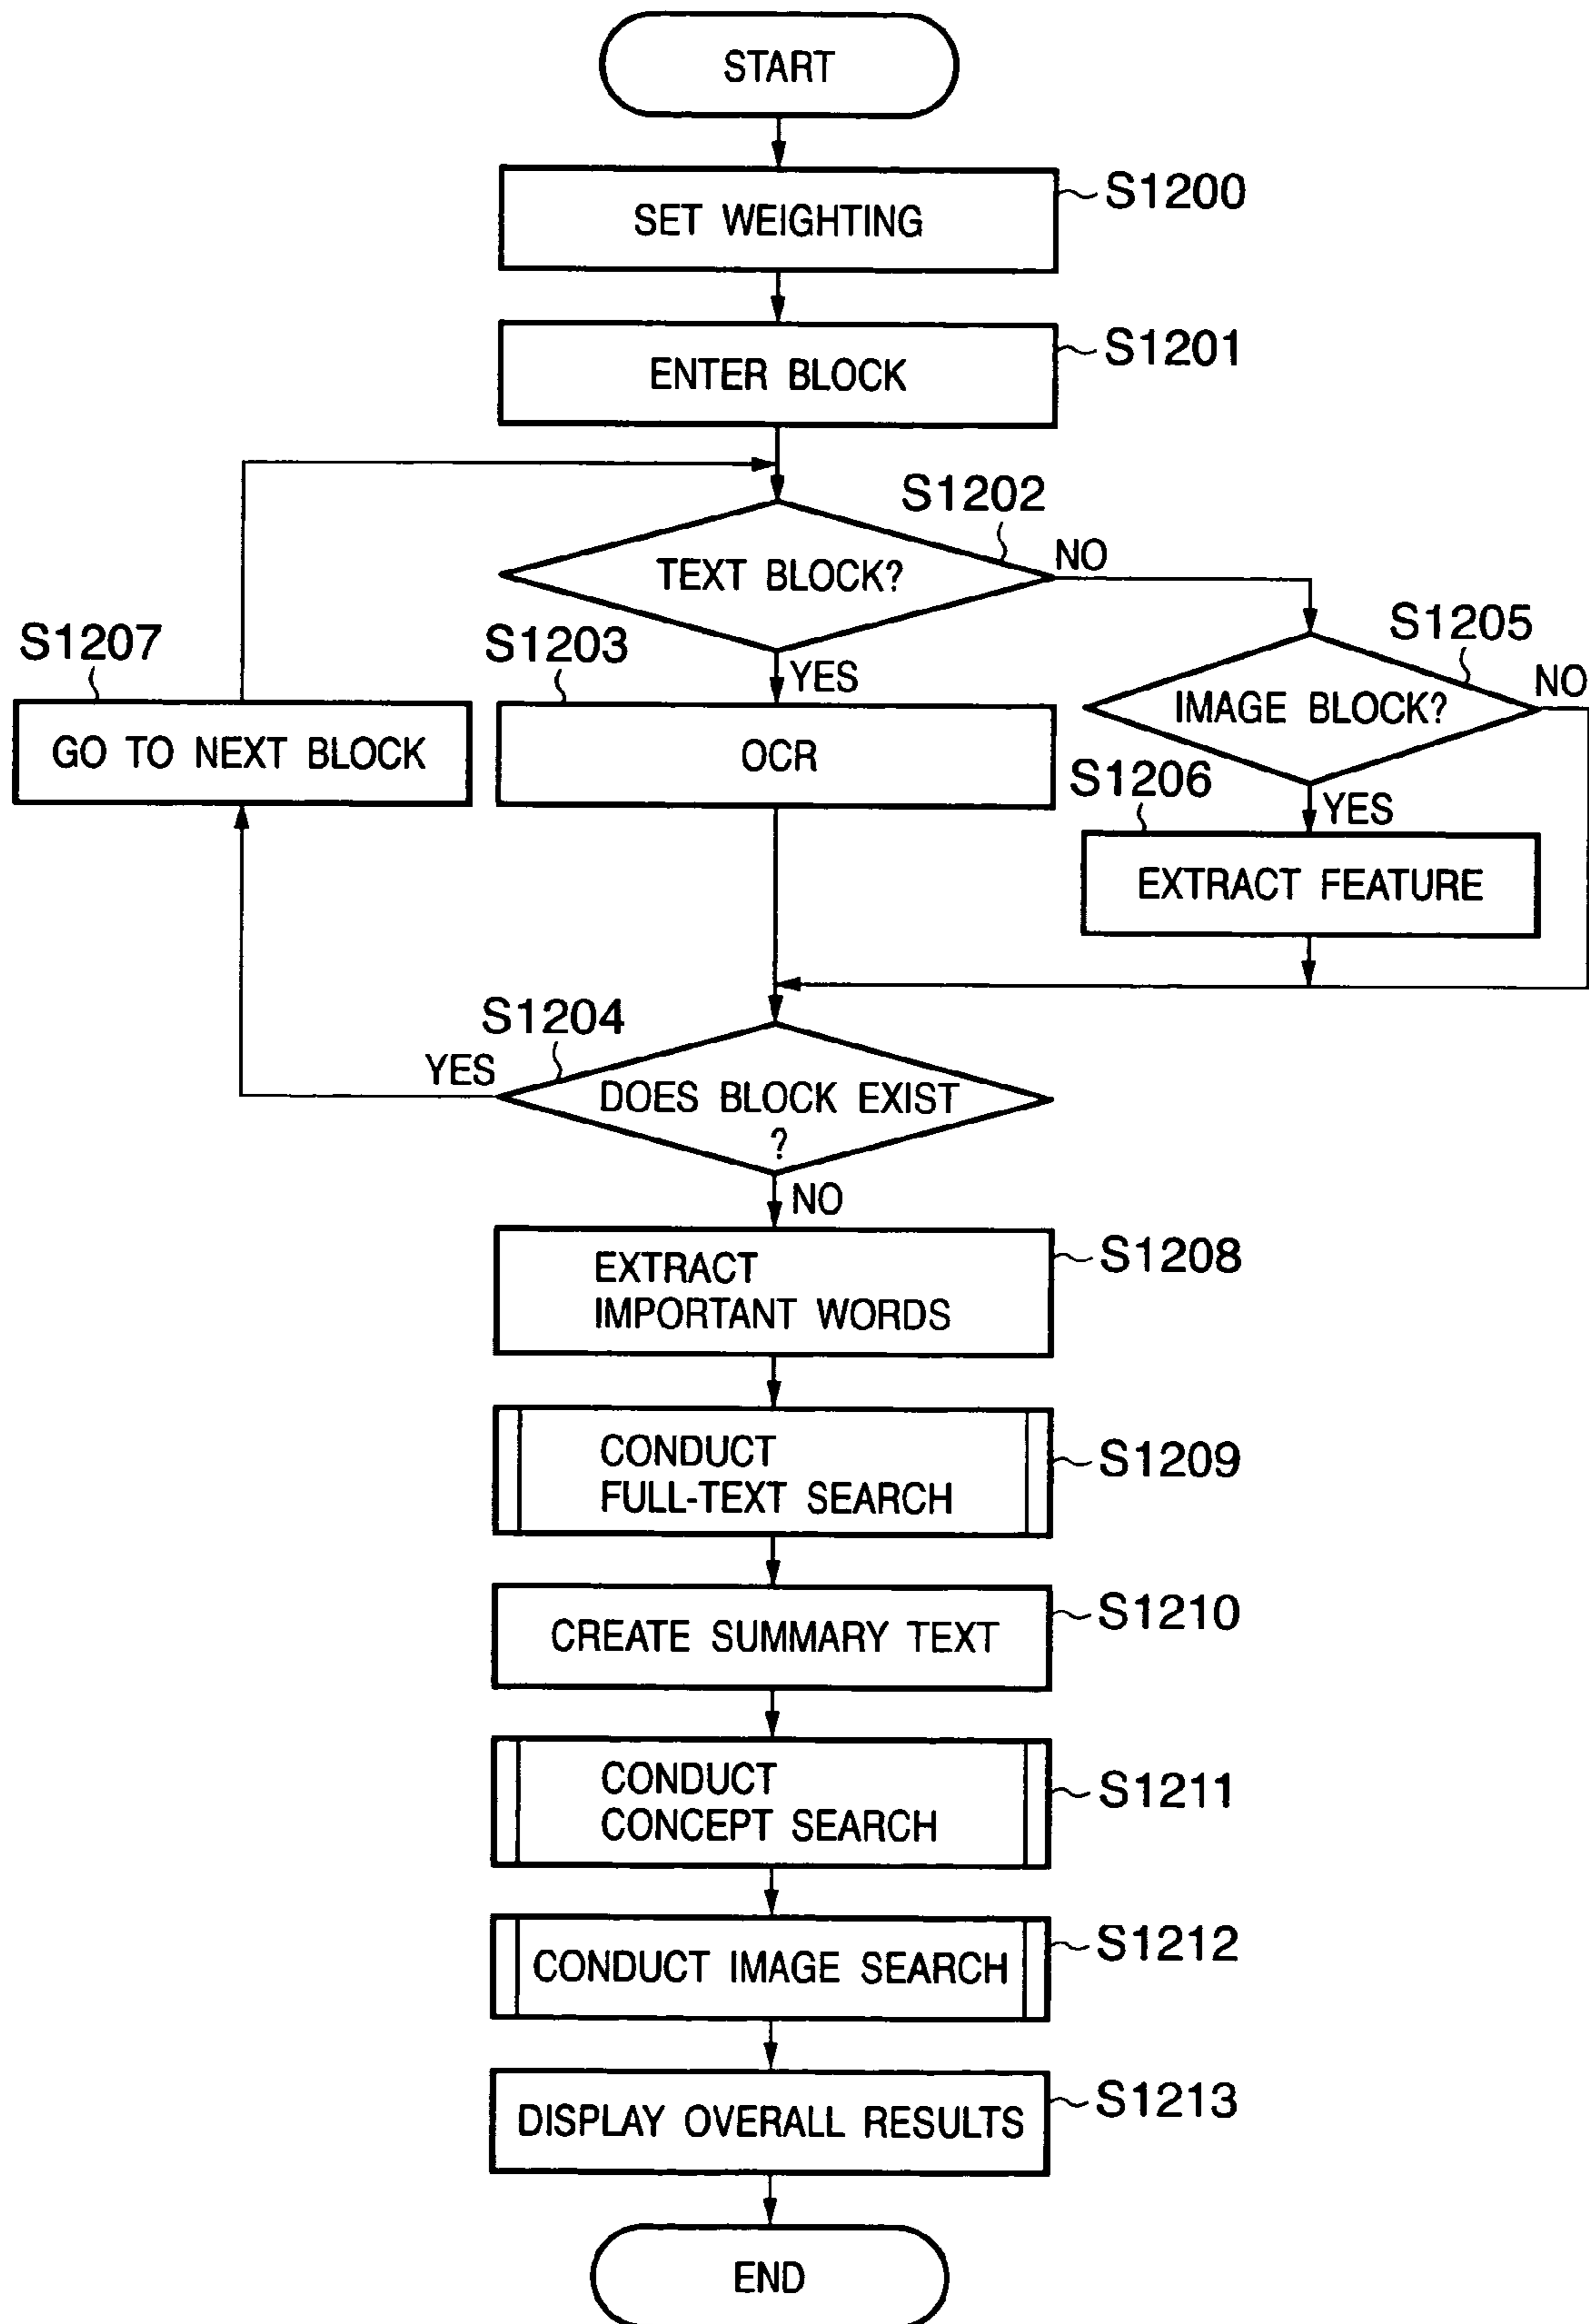 START
SET WEIGHTING
S1200
ENTER BLOCK
S1201
S1202
TEXT BLOCK?
NO
S1207
S1203
YES
S1205
GO TO NEXT BLOCK
OCR
IMAGE BLOCK?
NO
S1206
YES
EXTRACT FEATURE
S1204
YES
DOES BLOCK EXIST
?
NO
EXTRACT
IMPORTANT WORDS
S1208
CONDUCT
FULL-TEXT SEARCH
S1209
CREATE SUMMARY TEXT
S1210
CONDUCT
CONCEPT SEARCH
S1211
CONDUCT IMAGE SEARCH
S1212
DISPLAY OVERALL RESULTS
S1213
END